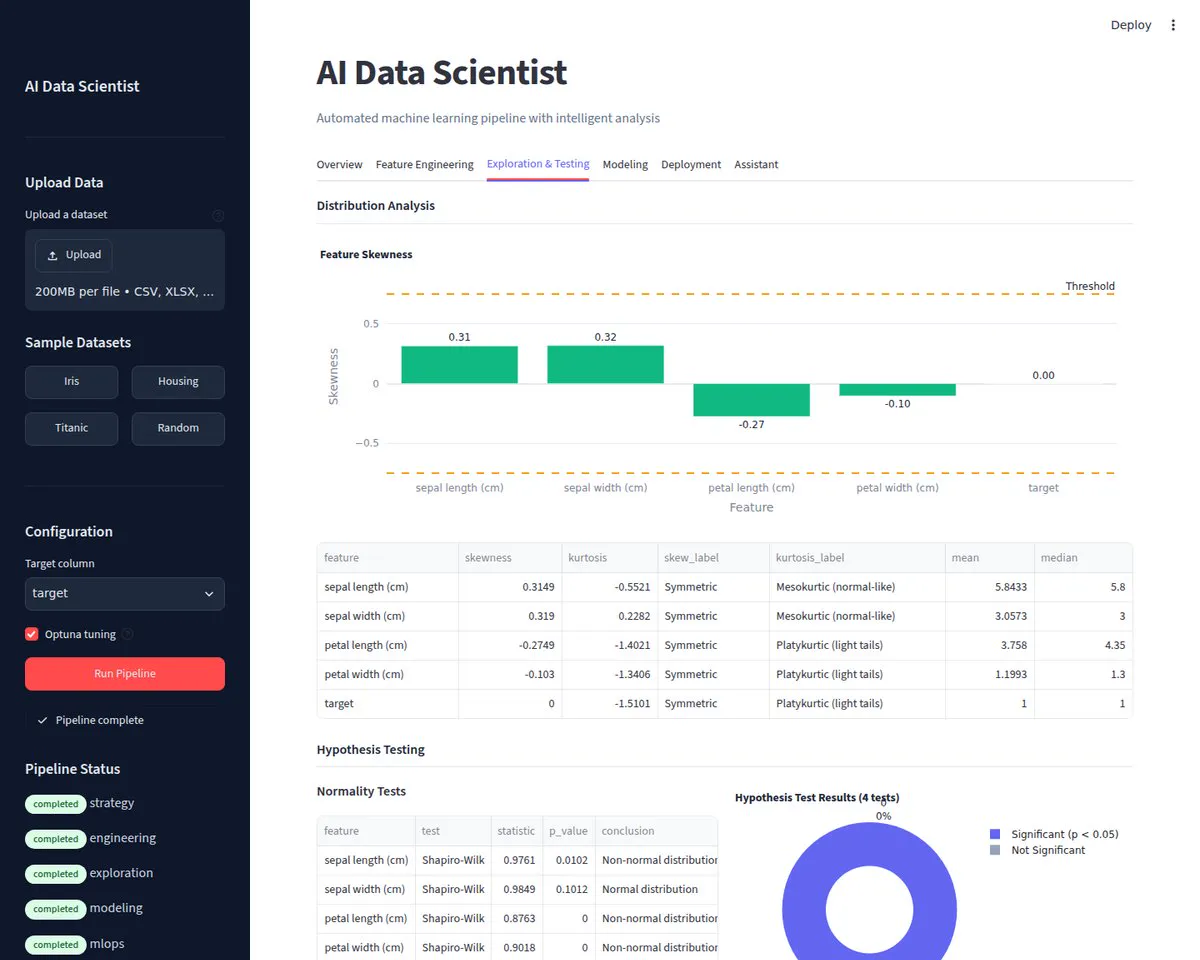 AI Data Scientist
Upload Data
Upload a dataset
Upload
200MB per file • CSV, XLSX, ...
Sample Datasets
Iris Housing
Titanic Random
Configuration
Target column
target
Optuna tuning
Run Pipeline
Pipeline complete
Pipeline Status
completed strategy
completed engineering
completed exploration
completed modeling
completed mlops
Deploy
AI Data Scientist
Automated machine learning pipeline with intelligent analysis
Overview Feature Engineering Exploration & Testing Modeling Deployment Assistant
Distribution Analysis
Feature Skewness
Threshold
0.5
0
−0.5
Skewness
0.31 0.32 -0.27 -0.10 0.00
sepal length (cm) sepal width (cm) petal length (cm) petal width (cm) target
Feature
feature skewness kurtosis skew_label kurtosis_label mean median
sepal length (cm) 0.3149 -0.5521 Symmetric Mesokurtic (normal-like) 5.8433 5.8
sepal width (cm) 0.319 0.2282 Symmetric Mesokurtic (normal-like) 3.0573 3
petal length (cm) -0.2749 -1.4021 Symmetric Platykurtic (light tails) 3.758 4.35
petal width (cm) -0.103 -1.3406 Symmetric Platykurtic (light tails) 1.1993 1.3
target 0 -1.5101 Symmetric Platykurtic (light tails) 1 1
Hypothesis Testing
Normality Tests
feature test statistic p_value conclusion
sepal length (cm) Shapiro-Wilk 0.9761 0.0102 Non-normal distribution
sepal width (cm) Shapiro-Wilk 0.9849 0.1012 Normal distribution
petal length (cm) Shapiro-Wilk 0.8763 0 Non-normal distribution
petal width (cm) Shapiro-Wilk 0.9018 0 Non-normal distribution
Hypothesis Test Results (4 tests)
0%
Significant (p < 0.05)
Not Significant